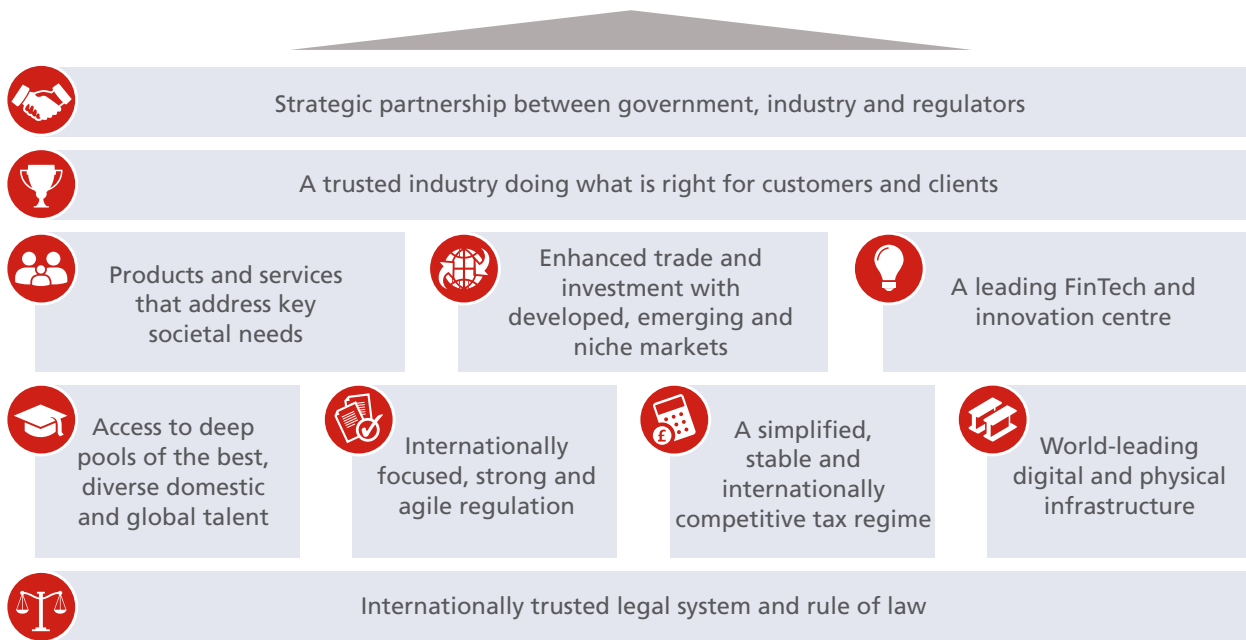 Strategic partnership between government, industry and regulators
A trusted industry doing what is right for customers and clients
Products and services
that address key
societal needs
Enhanced trade and
investment with
developed, emerging and
niche markets
A leading FinTech and
innovation centre
Access to deep
pools of the best,
diverse domestic
and global talent
Internationally
focused, strong and
agile regulation
£
A simplified,
stable and
internationally
competitive tax regime
World-leading
digital and physical
infrastructure
Internationally trusted legal system and rule of law